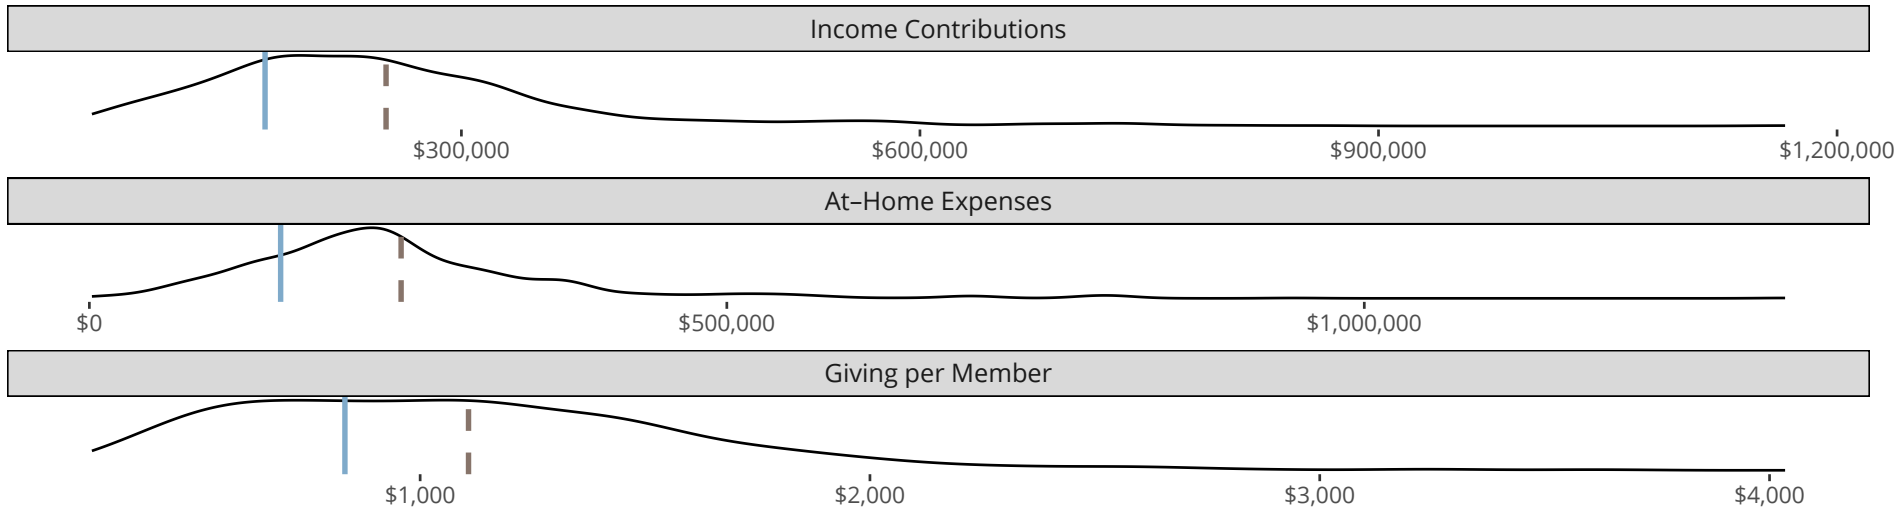 Income Contributions
$300,000 $600,000 $900,000 $1,200,000
At–Home Expenses
$0 $500,000 $1,000,000
Giving per Member
$1,000 $2,000 $3,000 $4,000